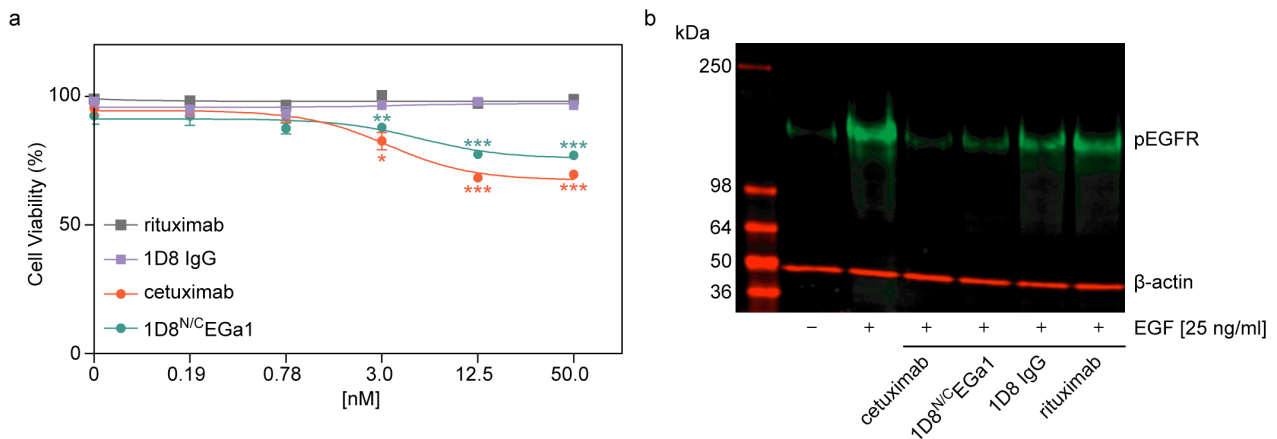 a
Cell Viability (%)
100
50
0
rituximab
1D8 IgG
cetuximab
1D8N/CEGa1
**
*
***
***
***
***
0 0.19 0.78 3.0 12.5 50.0
[nM]
b
kDa
250
98
64
50
36
pEGFR
β-actin
– + + + + + EGF [25 ng/ml]
cetuximab
1D8N/CEGa1
1D8 IgG
rituximab